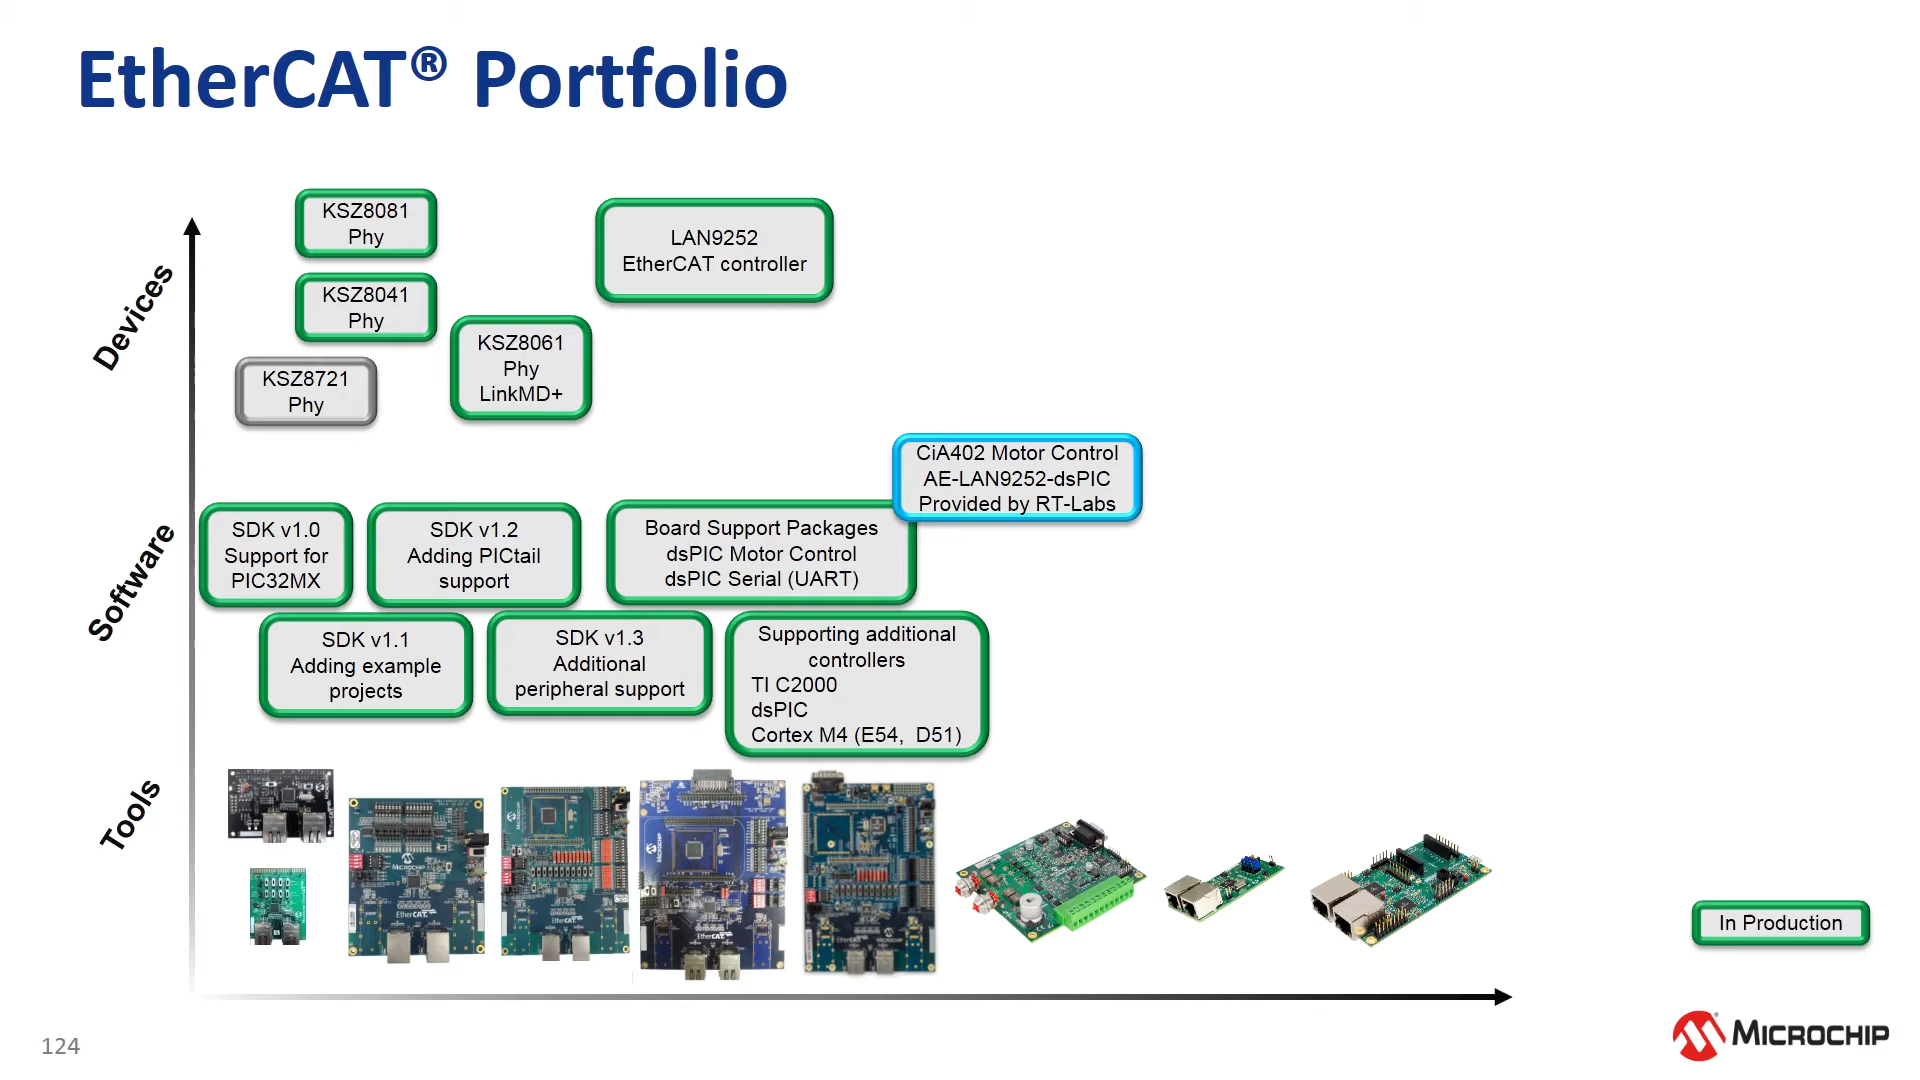 EtherCAT® Portfolio
Devices
KSZ8081
Phy
KSZ8041
Phy
KSZ8721
Phy
KSZ8061
Phy
LinkMD+
LAN9252
EtherCAT controller
CiA402 Motor Control
AE-LAN9252-dsPIC
Provided by RT-Labs
Software
SDK v1.0
Support for
PIC32MX
SDK v1.2
Adding PICtail
support
Board Support Packages
dsPIC Motor Control
dsPIC Serial (UART)
SDK v1.1
Adding example
projects
SDK v1.3
Additional
peripheral support
Supporting additional
controllers
TI C2000
dsPIC
Cortex M4 (E54, D51)
Tools
MICROCHIP
EtherCAT
In Production
124
MICROCHIP